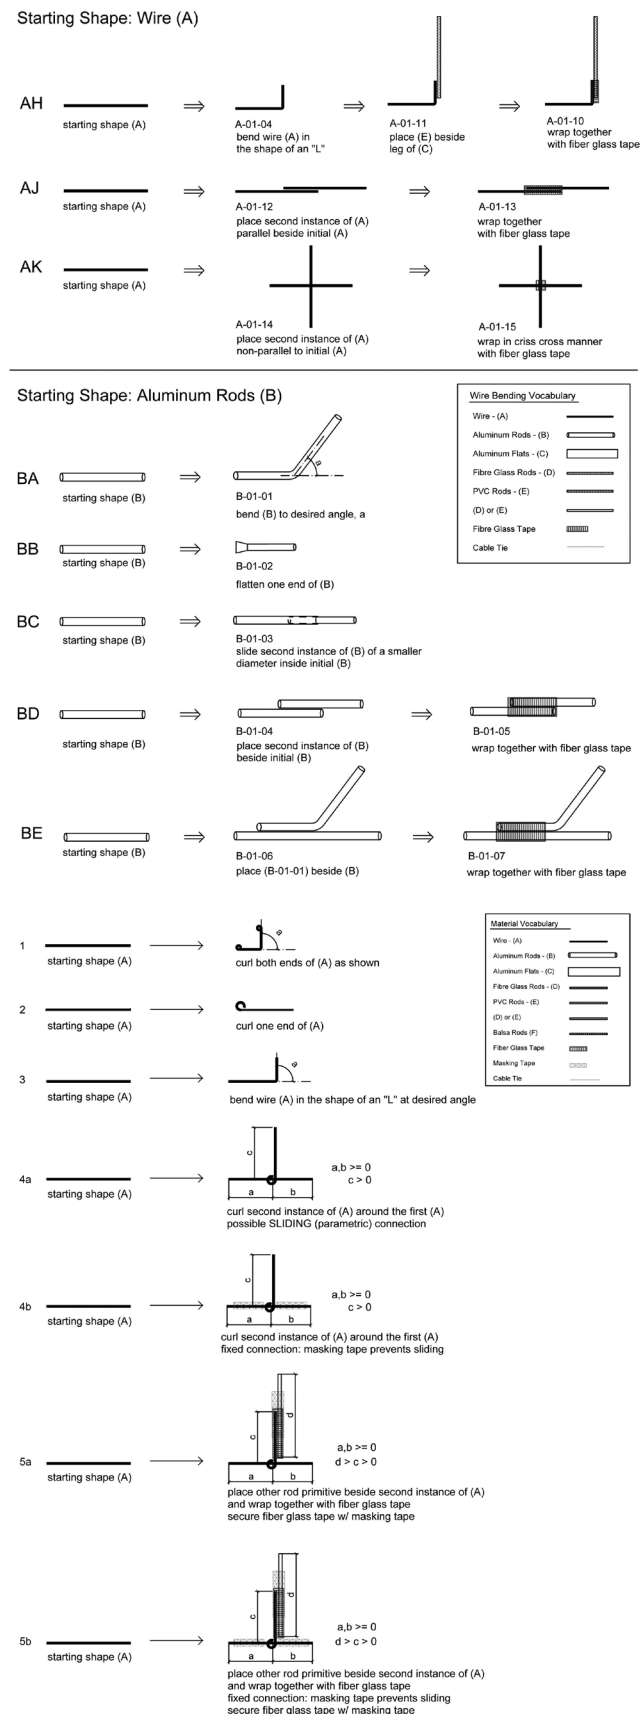 Starting Shape: Wire (A)
AH
starting shape (A)
A-01-04
bend wire (A) in
the shape of an "L"
A-01-11
place (E) beside
leg of (C)
A-01-10
wrap together
with fiber glass tape
AJ
starting shape (A)
A-01-12
place second instance of (A)
parallel beside initial (A)
A-01-13
wrap together
with fiber glass tape
AK
starting shape (A)
A-01-14
place second instance of (A)
non-parallel to initial (A)
A-01-15
wrap in criss cross manner
with fiber glass tape
Starting Shape: Aluminum Rods (B)
Wire Bending Vocabulary
Wire - (A)
Aluminum Rods - (B)
Aluminum Flats - (C)
Fibre Glass Rods - (D)
PVC Rods - (E)
(D) or (E)
Fibre Glass Tape
Cable Tie
BA
starting shape (B)
a
B-01-01
bend (B) to desired angle, a
BB
starting shape (B)
B-01-02
flatten one end of (B)
BC
starting shape (B)
B-01-03
slide second instance of (B) of a smaller
diameter inside initial (B)
BD
starting shape (B)
B-01-04
place second instance of (B)
beside initial (B)
B-01-05
wrap together with fiber glass tape
BE
starting shape (B)
B-01-06
place (B-01-01) beside (B)
B-01-07
wrap together with fiber glass tape
Material Vocabulary
Wire - (A)
Aluminum Rods - (B)
Aluminum Flats - (C)
Fibre Glass Rods - (D)
PVC Rods - (E)
(D) or (E)
Balsa Rods (F)
Fiber Glass Tape
Masking Tape
Cable Tie
1
starting shape (A)
a
curl both ends of (A) as shown
2
starting shape (A)
curl one end of (A)
3
starting shape (A)
a
bend wire (A) in the shape of an "L" at desired angle
4a
starting shape (A)
c
a
b
a,b >= 0
c > 0
curl second instance of (A) around the first (A)
possible SLIDING (parametric) connection
4b
starting shape (A)
c
a
b
a,b >= 0
c > 0
curl second instance of (A) around the first (A)
fixed connection: masking tape prevents sliding
5a
starting shape (A)
c
d
a
b
a,b >= 0
d > c > 0
place other rod primitive beside second instance of (A)
and wrap together with fiber glass tape
secure fiber glass tape w/ masking tape
5b
starting shape (A)
c
d
a
b
a,b >= 0
d > c > 0
place other rod primitive beside second instance of (A)
and wrap together with fiber glass tape
fixed connection: masking tape prevents sliding
secure fiber glass tape w/ masking tape